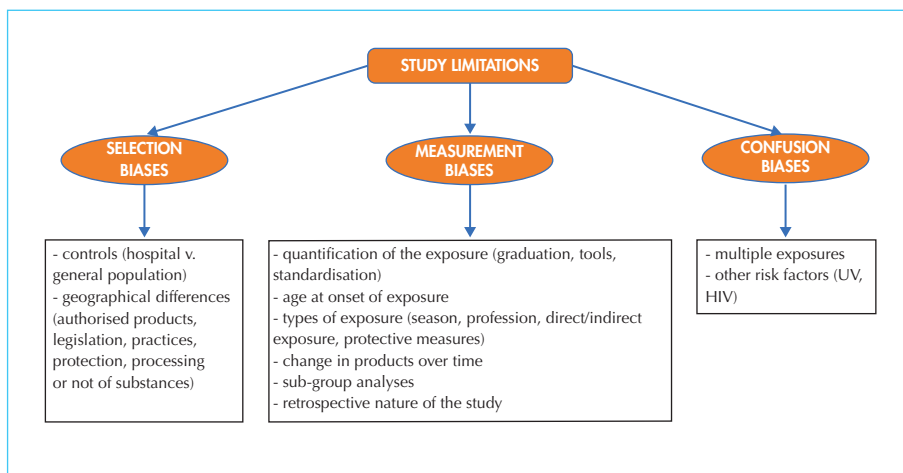 STUDY LIMITATIONS
SELECTION
BIASES
MEASUREMENT
BIASES
CONFUSION
BIASES
- controls (hospital v.
general population)
- geographical differences
(authorised products,
legislation, practices,
protection, processing
or not of substances)
- quantification of the exposure (graduation, tools,
standardisation)
- age at onset of exposure
- types of exposure (season, profession, direct/indirect
exposure, protective measures)
- change in products over time
- sub-group analyses
- retrospective nature of the study
- multiple exposures
- other risk factors (UV,
HIV)